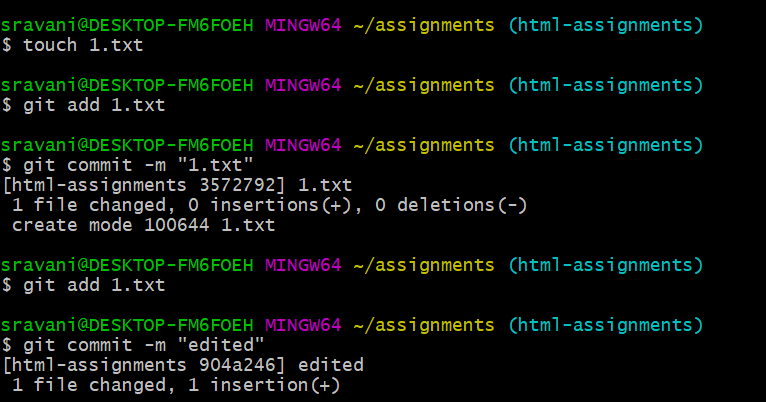 sravani@DESKTOP-FM6FOEH MINGW64 ~/assignments (html-assignments)
$ touch 1.txt
sravani@DESKTOP-FM6FOEH MINGW64 ~/assignments (html-assignments)
$ git add 1.txt
sravani@DESKTOP-FM6FOEH MINGW64 ~/assignments (html-assignments)
$ git commit -m "1.txt"
[html-assignments 3572792] 1.txt
 1 file changed, 0 insertions(+), 0 deletions(-)
 create mode 100644 1.txt
sravani@DESKTOP-FM6FOEH MINGW64 ~/assignments (html-assignments)
$ git add 1.txt
sravani@DESKTOP-FM6FOEH MINGW64 ~/assignments (html-assignments)
$ git commit -m "edited"
[html-assignments 904a246] edited
 1 file changed, 1 insertion(+)